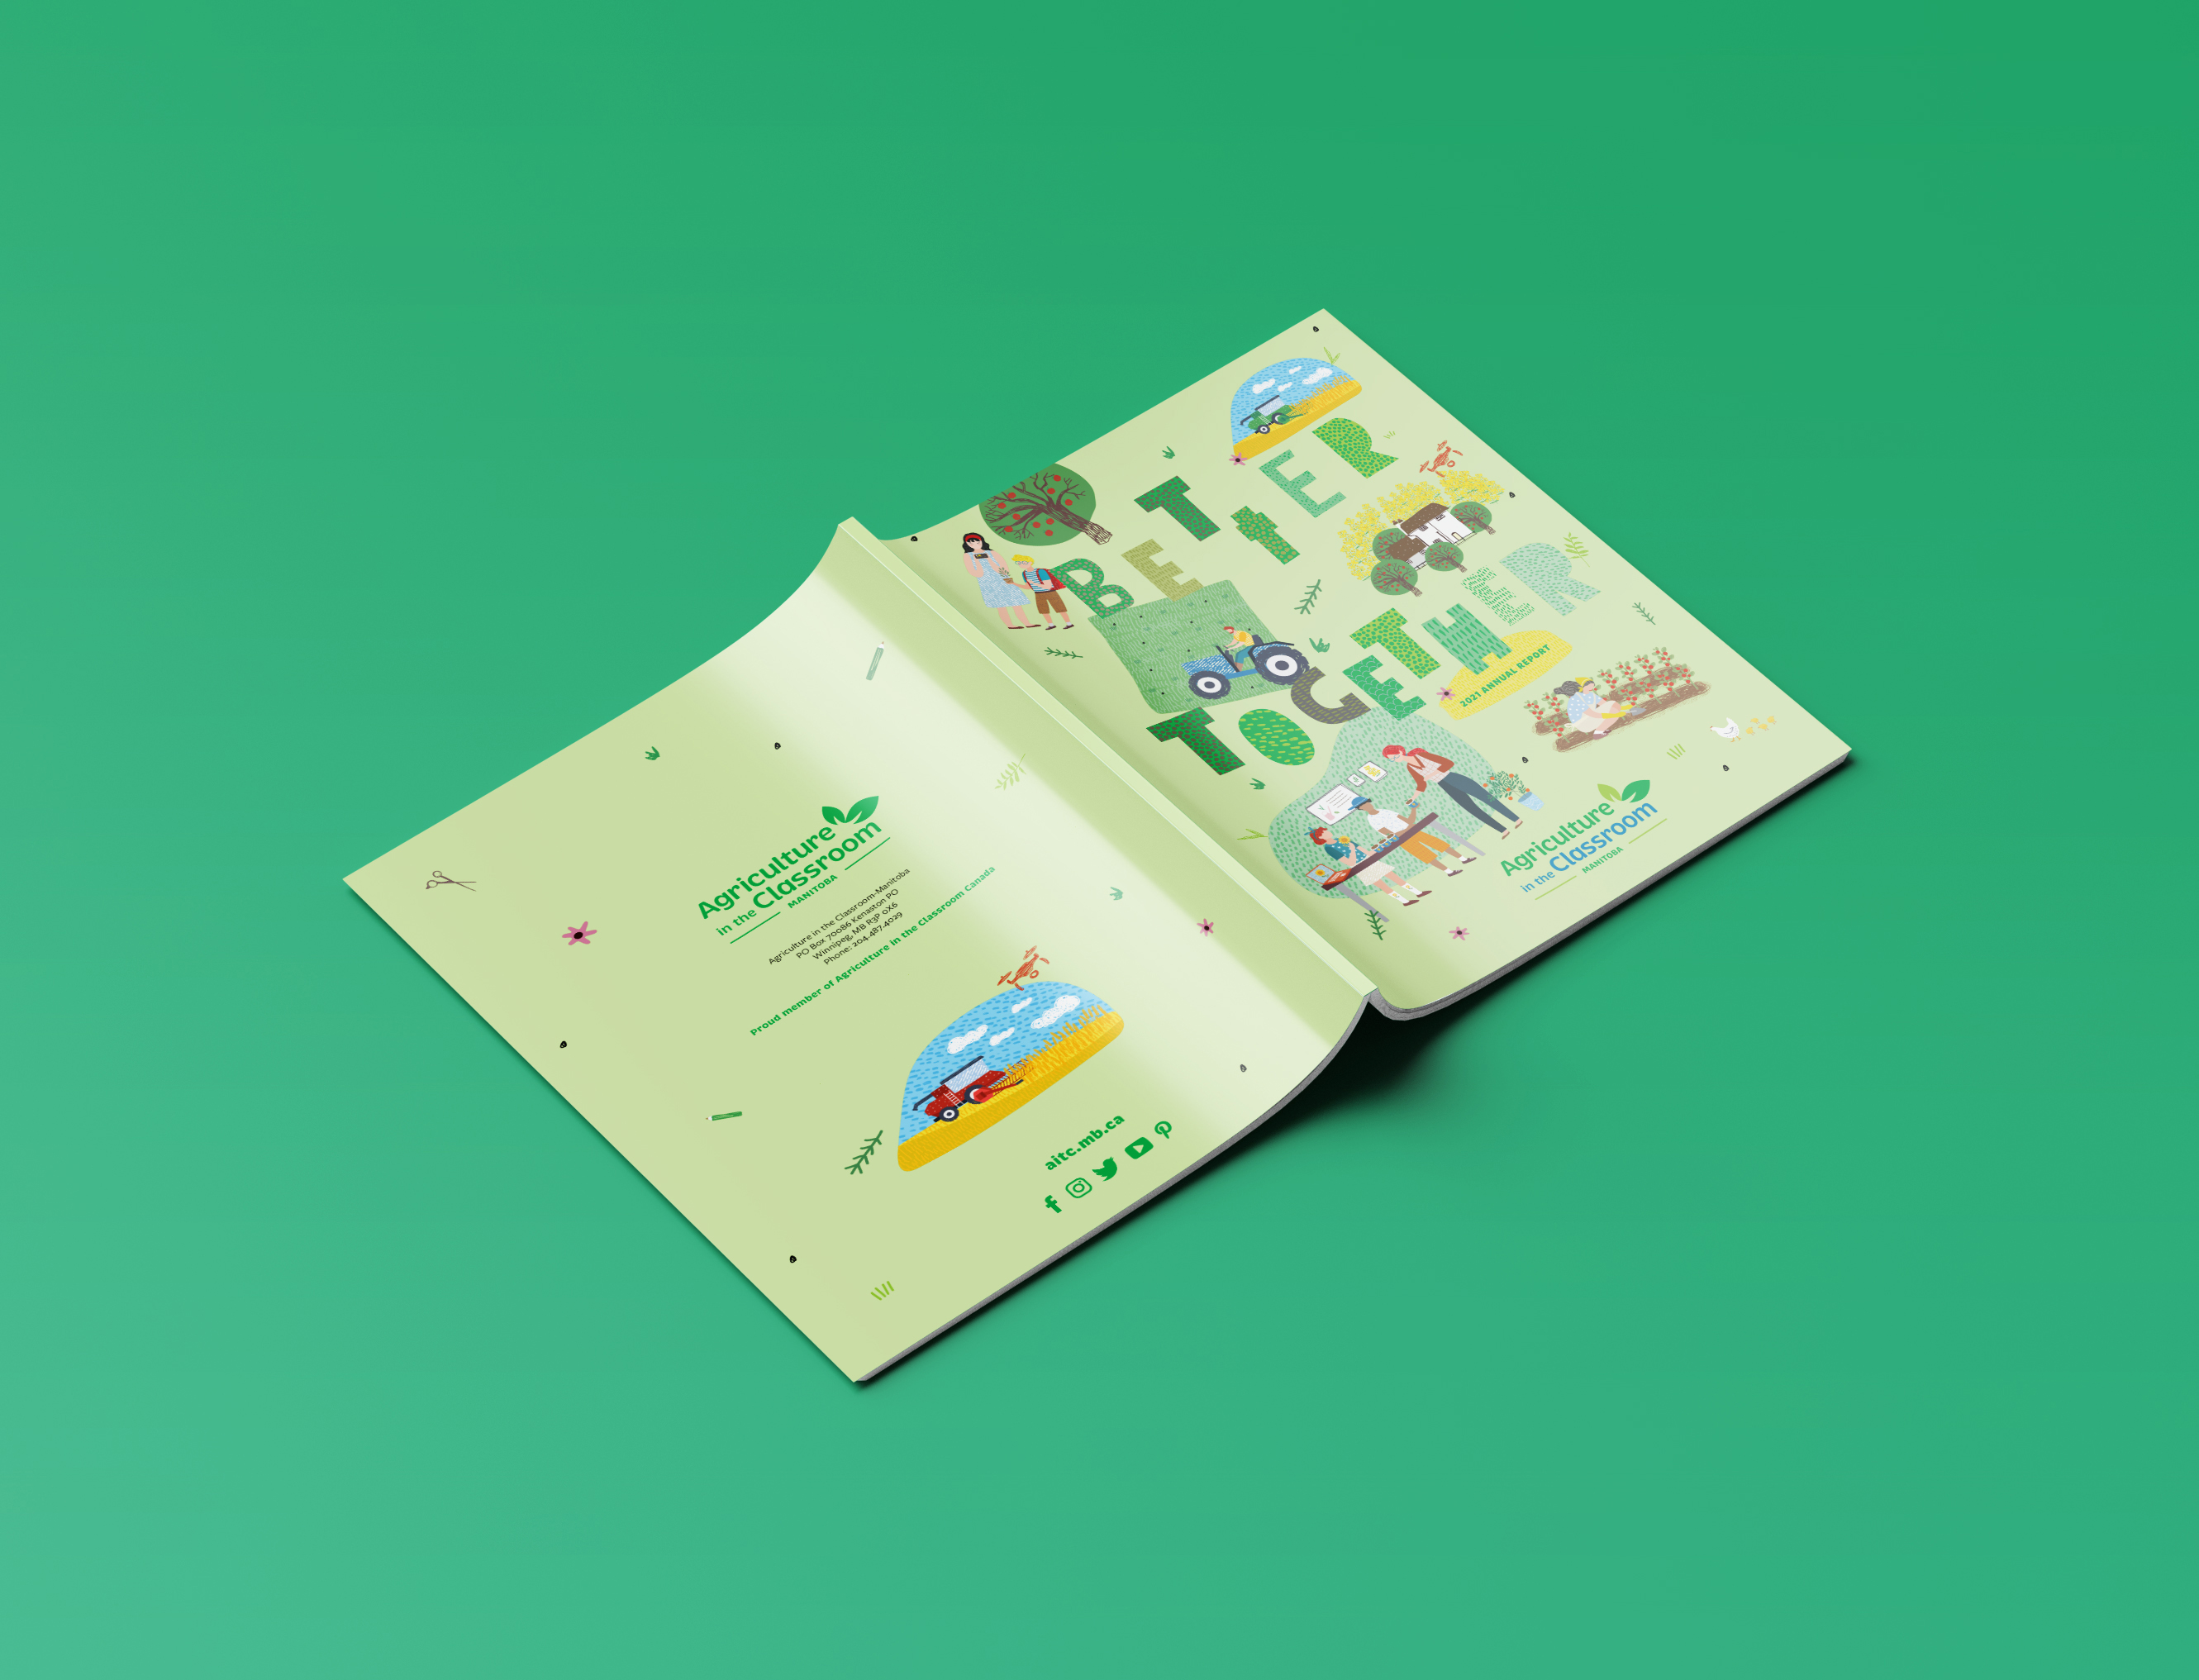 BETTER
TOGETHER
2021 ANNUAL REPORT
Agriculture
in the Classroom
MANITOBA
Agriculture
in the Classroom
MANITOBA
Agriculture in the Classroom-Manitoba
PO Box 70086 Kenaston PO
Winnipeg, MB R3P 0X6
Phone: 204.487.4029
Proud member of Agriculture in the Classroom Canada
aitc.mb.ca